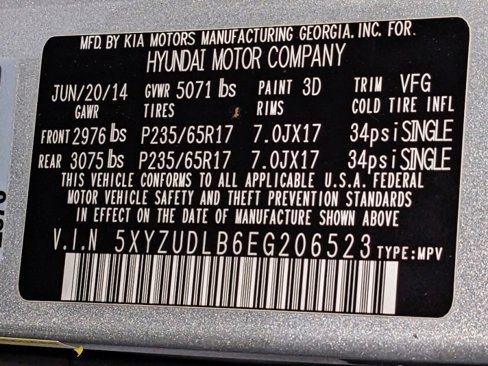 MFD. BY KIA MOTORS MANUFACTURING GEORGIA, INC. FOR.
HYUNDAI MOTOR COMPANY
JUN/20/14 GVWR 5071 lbs PAINT 3D TRIM VFG
GAWR TIRES RIMS COLD TIRE INFL
FRONT 2976 lbs P235/65R17 7.0JX17 34psi SINGLE
REAR 3075 lbs P235/65R17 7.0JX17 34psi SINGLE
THIS VEHICLE CONFORMS TO ALL APPLICABLE U.S.A. FEDERAL
MOTOR VEHICLE SAFETY AND THEFT PREVENTION STANDARDS
IN EFFECT ON THE DATE OF MANUFACTURE SHOWN ABOVE
V.I.N 5XYZUDLB6EG206523 TYPE:MPV